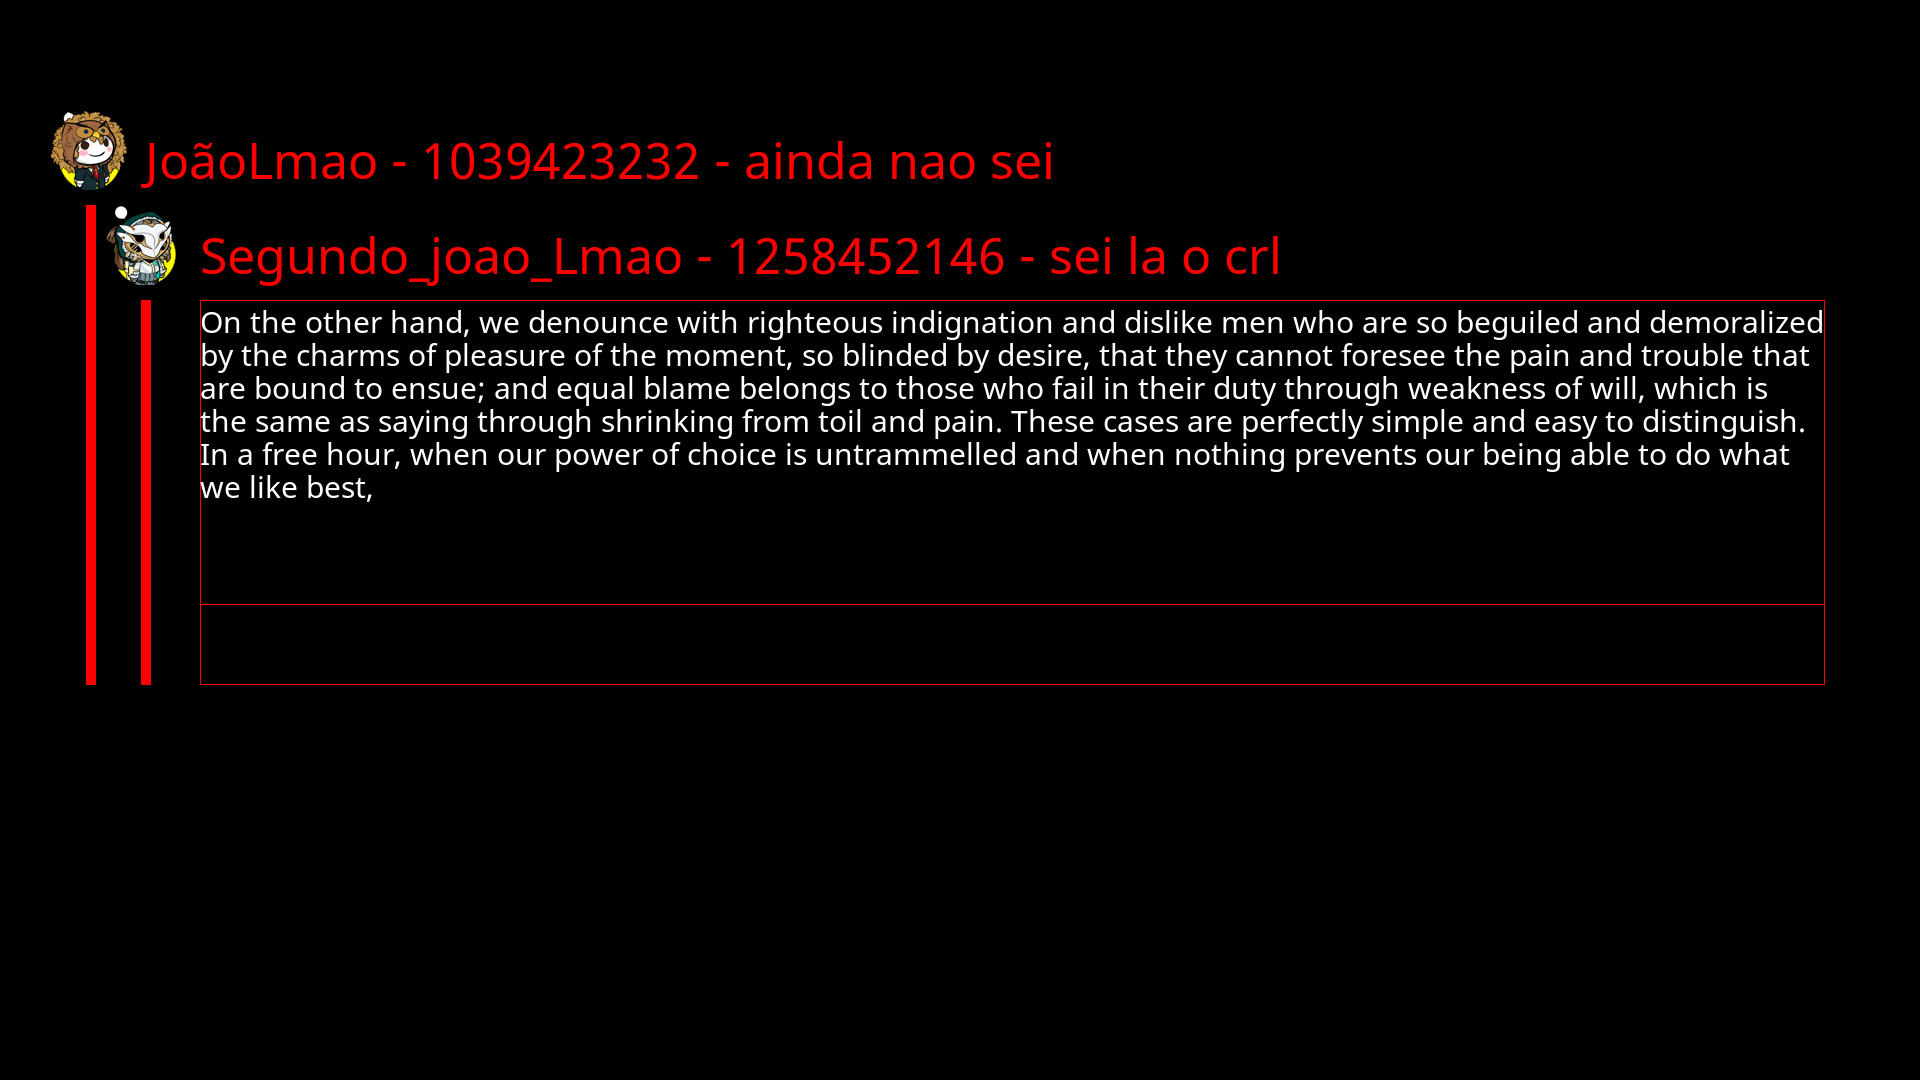 JoãoLmao - 1039423232 - ainda nao sei
Segundo_joao_Lmao - 1258452146 - sei la o crl
On the other hand, we denounce with righteous indignation and dislike men who are so beguiled and demoralized
by the charms of pleasure of the moment, so blinded by desire, that they cannot foresee the pain and trouble that
are bound to ensue; and equal blame belongs to those who fail in their duty through weakness of will, which is
the same as saying through shrinking from toil and pain. These cases are perfectly simple and easy to distinguish.
In a free hour, when our power of choice is untrammelled and when nothing prevents our being able to do what
we like best,